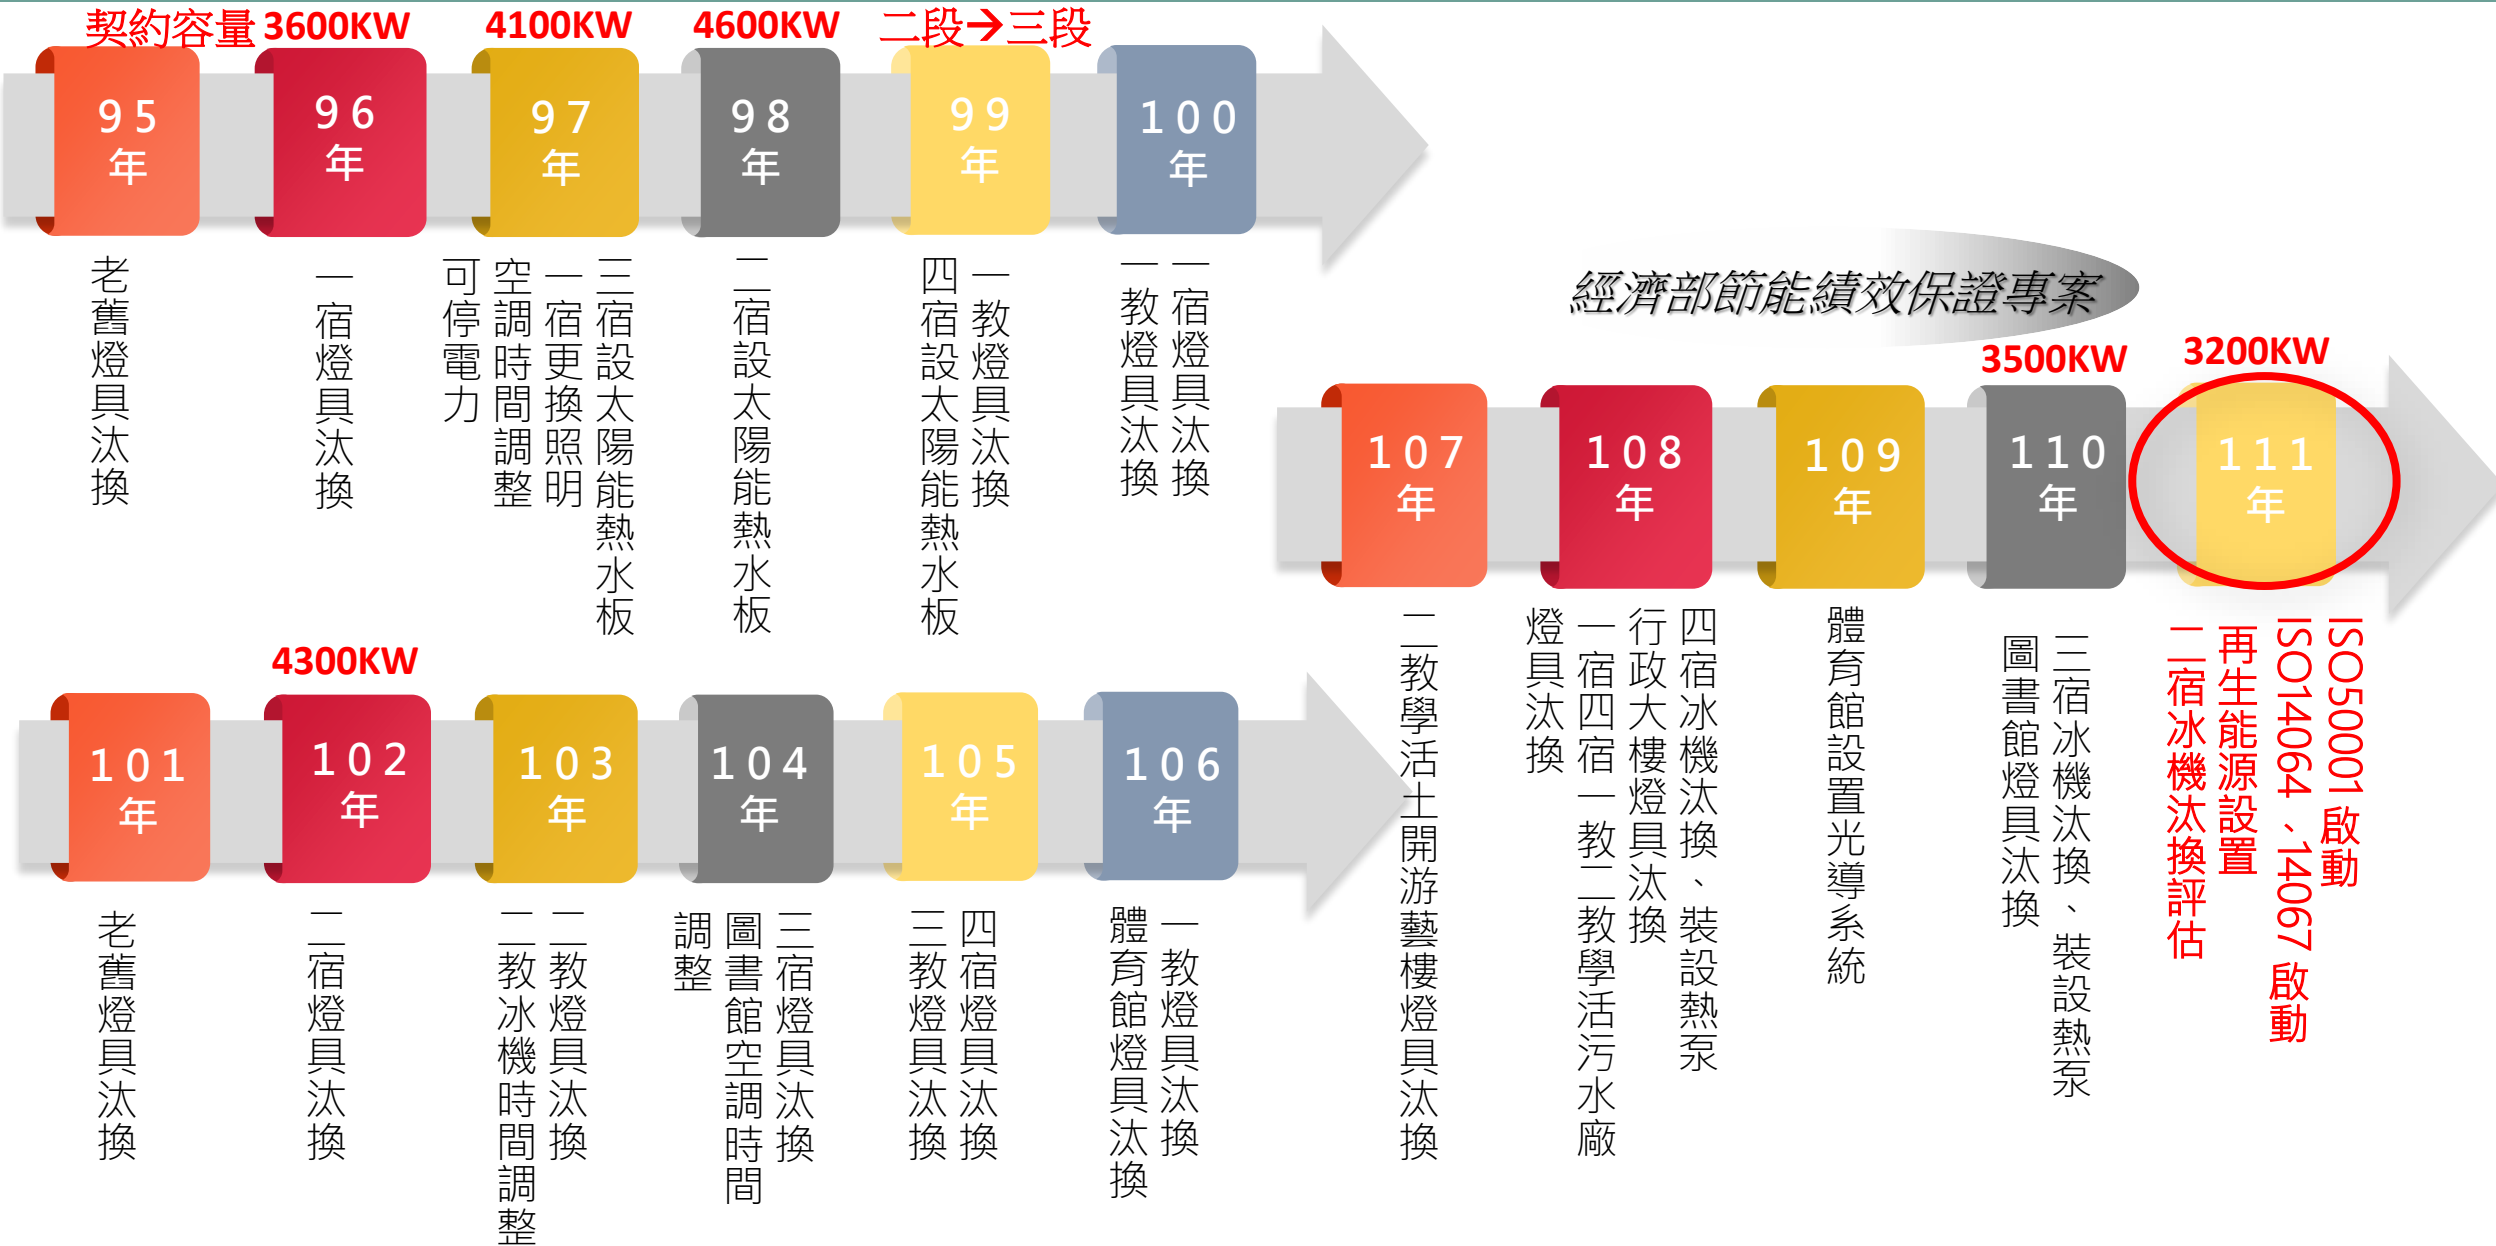 契約容量
3600KW
4100KW
4600KW
二段→三段
95年
96年
97年
98年
99年
100年
老舊燈具汰換
一宿燈具汰換
三宿設太陽能熱水板
一宿更換照明
空調時間調整
可停電力
二宿設太陽能熱水板
一教燈具汰換
四宿設太陽能熱水板
一宿燈具汰換
一教燈具汰換
4300KW
101年
102年
103年
104年
105年
106年
老舊燈具汰換
二宿燈具汰換
二教燈具汰換
二教冰機時間調整
三宿燈具汰換
圖書館空調時間
調整
四宿燈具汰換
三教燈具汰換
一教燈具汰換
體育館燈具汰換
經濟部節能績效保證專案
3500KW
3200KW
107年
108年
109年
110年
111年
二教學活土開游藝樓燈具汰換
四宿冰機汰換、裝設熱泵
行政大樓燈具汰換
一宿四宿一教二教學活污水廠
燈具汰換
體育館設置光導系統
三宿冰機汰換、裝設熱泵
圖書館燈具汰換
ISO50001啟動
ISO14064、14067啟動
再生能源設置
二宿冰機汰換評估